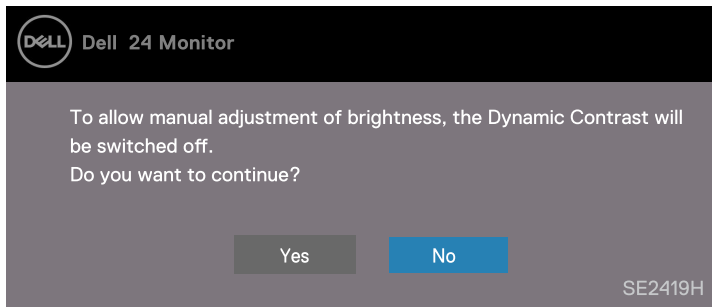 DELL Dell 24 Monitor
To allow manual adjustment of brightness, the Dynamic Contrast will
be switched off.
Do you want to continue?
Yes No
SE2419H